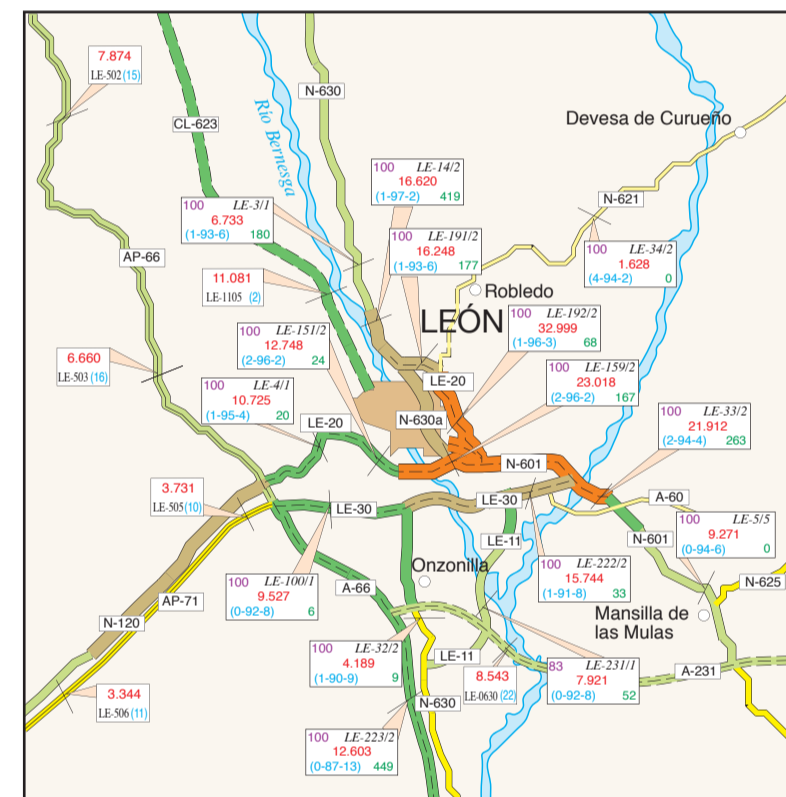 7.874
LE-502 (15)
N-630
CL-623
Río Bernesga
Devesa de Curueño
100 LE-14/2
16.620
(1-97-2) 419
N-621
100 LE-3/1
6.733
(1-93-6) 180
100 LE-191/2
16.248
(1-93-6) 177
100 LE-34/2
1.628
(4-94-2) 0
AP-66
11.081
LE-1105 (2)
Robledo
LEÓN
100 LE-192/2
32.999
(1-96-3) 68
100 LE-151/2
12.748
(2-96-2) 24
6.660
LE-503 (16)
LE-20
100 LE-159/2
23.018
(2-96-2) 167
100 LE-4/1
10.725
(1-95-4) 20
LE-20
N-630a
100 LE-33/2
21.912
(2-94-4) 263
N-601
3.731
LE-505 (10)
LE-30
LE-30
A-60
LE-11
N-601
100 LE-5/5
9.271
(0-94-6) 0
100 LE-100/1
9.527
(0-92-8) 6
A-66
Onzonilla
100 LE-222/2
15.744
(1-91-8) 33
N-625
AP-71
N-120
Mansilla de
las Mulas
100 LE-32/2
4.189
(1-90-9) 9
LE-11
8.543
LE-0630 (22)
83 LE-231/1
7.921
(0-92-8) 52
A-231
3.344
LE-506 (11)
N-630
100 LE-223/2
12.603
(0-87-13) 449